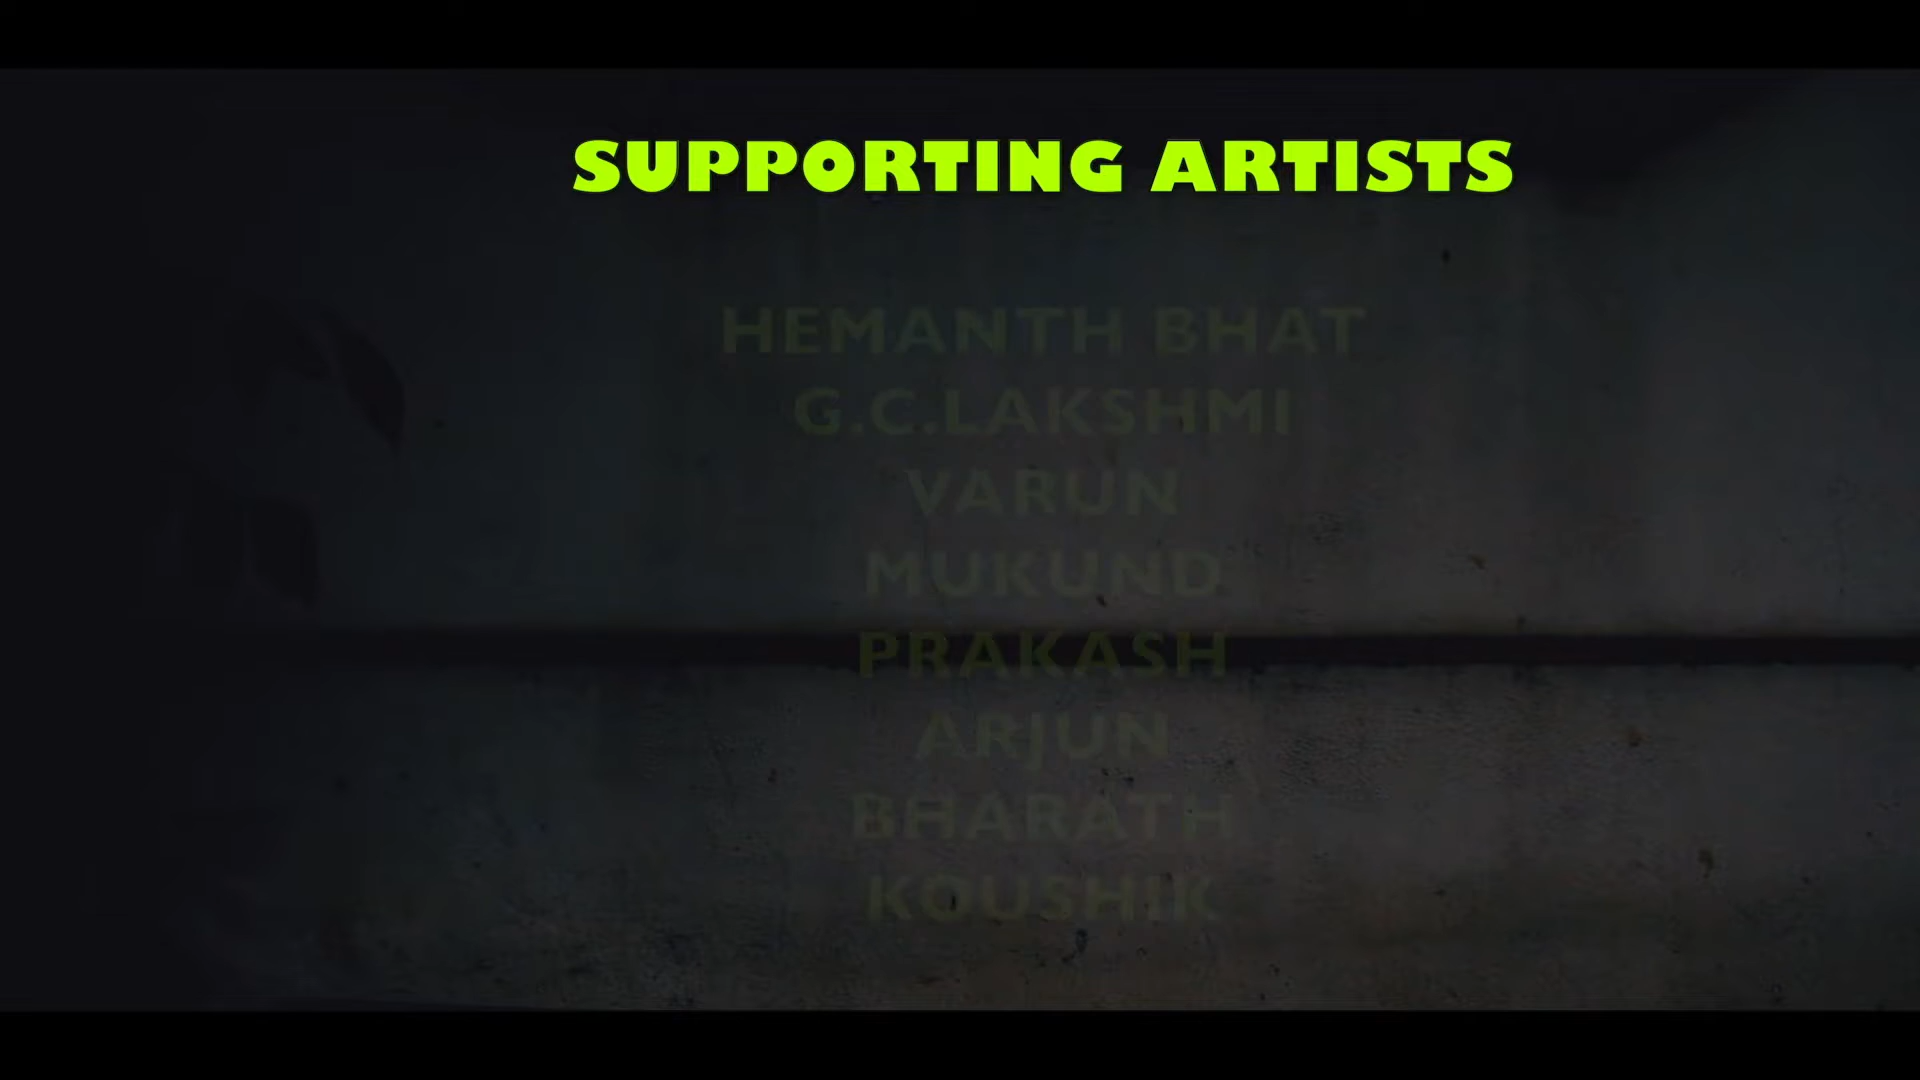 SUPPORTING ARTISTS
HEMANTH BHAT
G.C.LAKSHMI
VARUN
MUKUND
PRAKASH
ARJUN
BHARATH
KOUSHIK